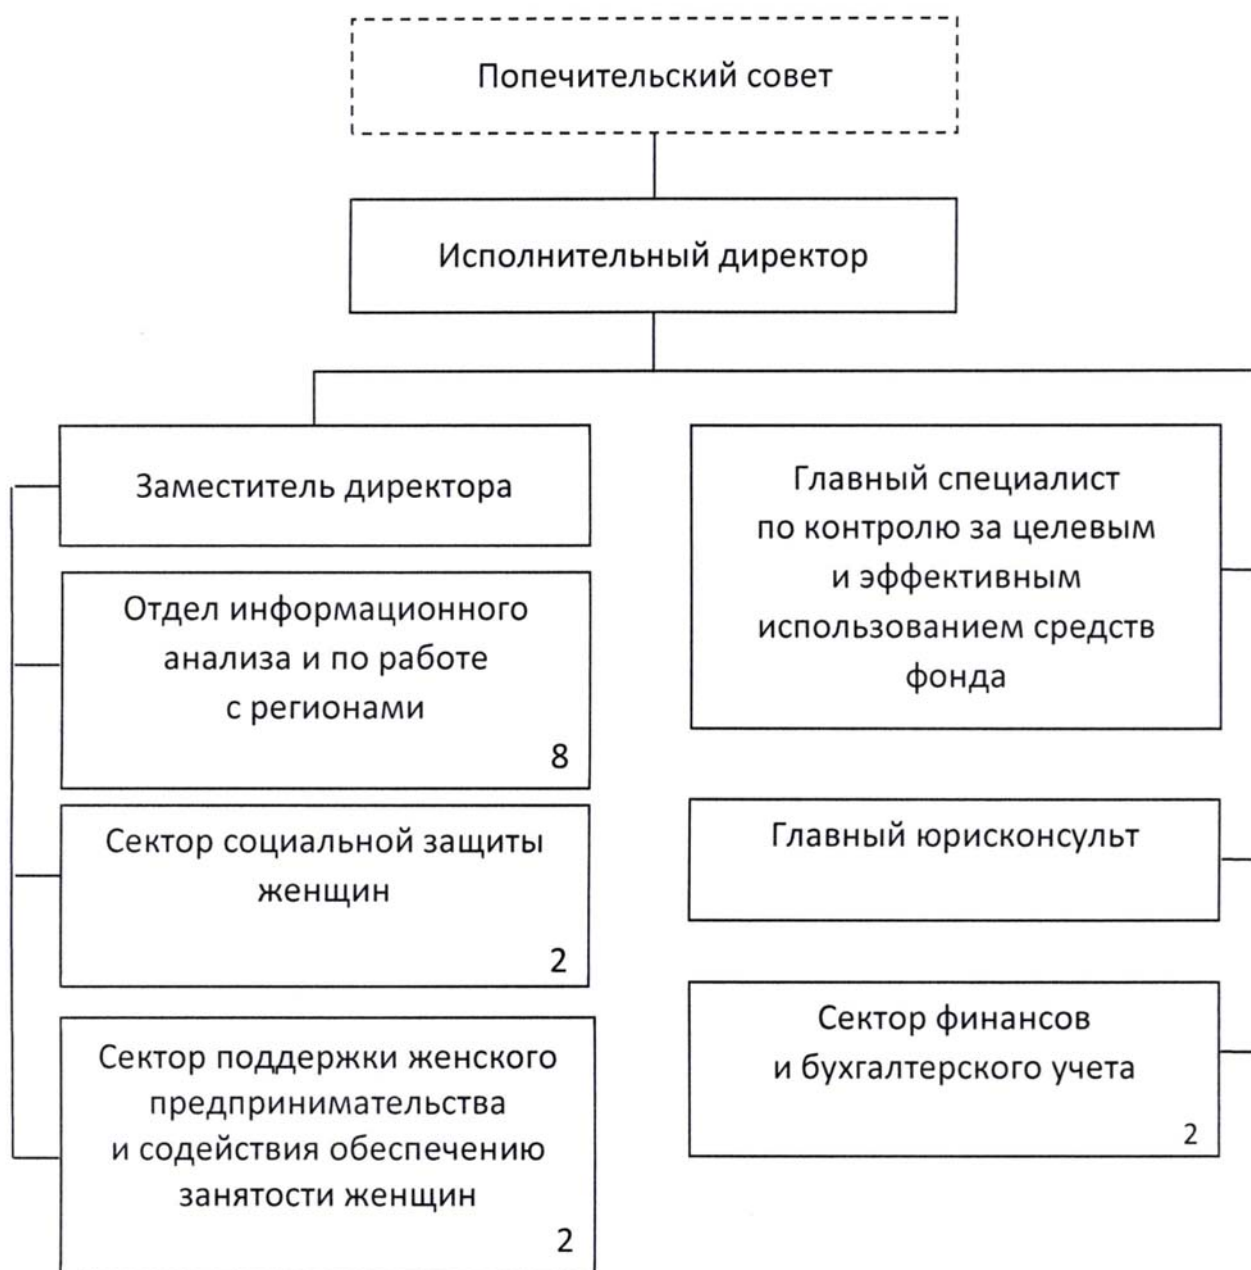 Попечительский совет
Исполнительный директор
Заместитель директора
Отдел информационного
анализа и по работе
с регионами
8
Сектор социальной защиты
женщин
2
Сектор поддержки женского
предпринимательства
и содействия обеспечению
занятости женщин
2
Главный специалист
по контролю за целевым
и эффективным
использованием средств
фонда
Главный юрисконсульт
Сектор финансов
и бухгалтерского учета
2